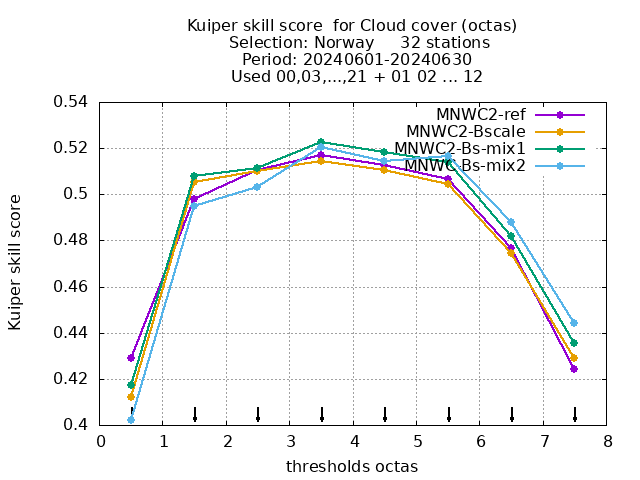 Kuiper skill score  for Cloud cover (octas)
Selection: Norway     32 stations
Period: 20240601-20240630
Used 00,03,...,21 + 01 02 ... 12
MNWC2-ref
MNWC2-Bscale
MNWC2-Bs-mix1
MNWC-Bs-mix2
0.54
0.52
0.5
0.48
0.46
0.44
0.42
0.4
Kuiper skill score
0 1 2 3 4 5 6 7 8
thresholds octas